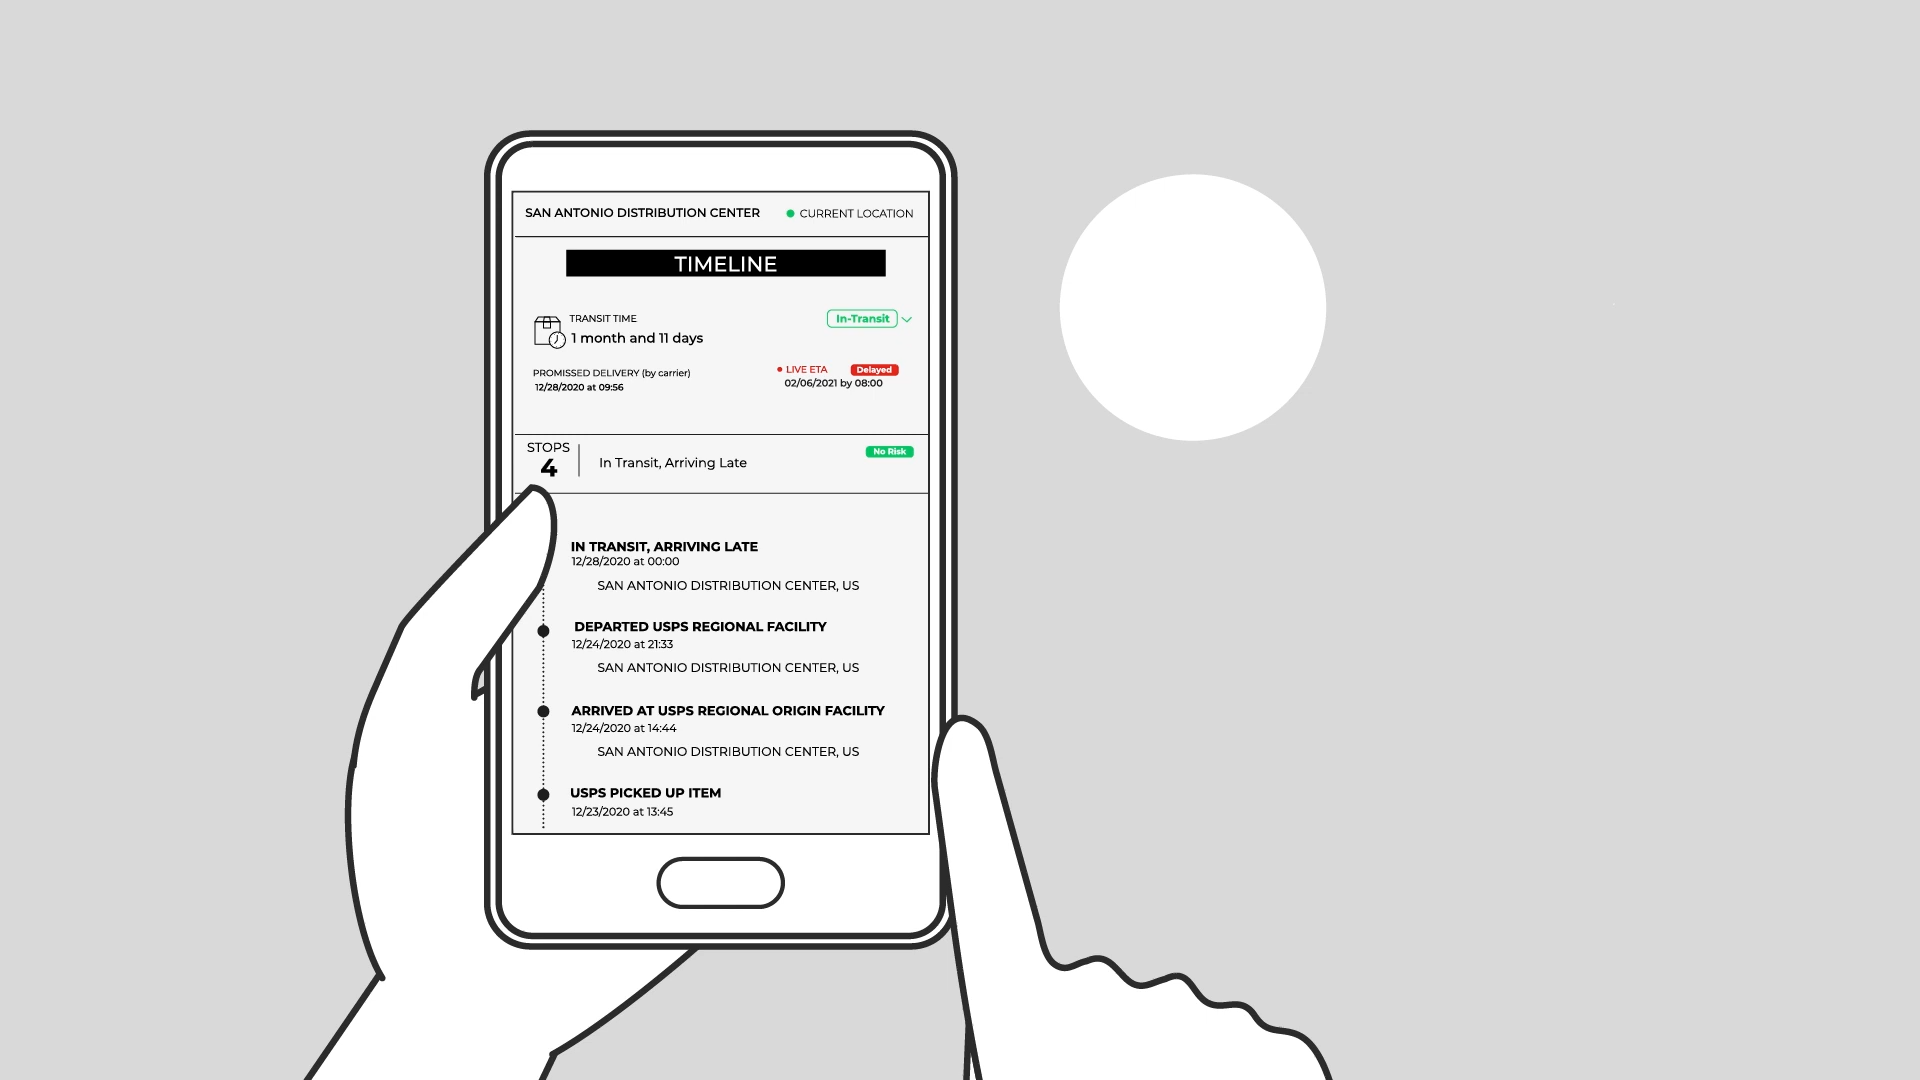 SAN ANTONIO DISTRIBUTION CENTER CURRENT LOCATION
TIMELINE
TRANSIT TIME
In-Transit
1 month and 11 days
PROMISSED DELIVERY (by carrier)
12/28/2020 at 09:56
LIVE ETA Delayed
02/06/2021 by 08:00
STOPS
4
In Transit, Arriving Late
No Risk
IN TRANSIT, ARRIVING LATE
12/28/2020 at 00:00
SAN ANTONIO DISTRIBUTION CENTER, US
DEPARTED USPS REGIONAL FACILITY
12/24/2020 at 21:33
SAN ANTONIO DISTRIBUTION CENTER, US
ARRIVED AT USPS REGIONAL ORIGIN FACILITY
12/24/2020 at 14:44
SAN ANTONIO DISTRIBUTION CENTER, US
USPS PICKED UP ITEM
12/23/2020 at 13:45